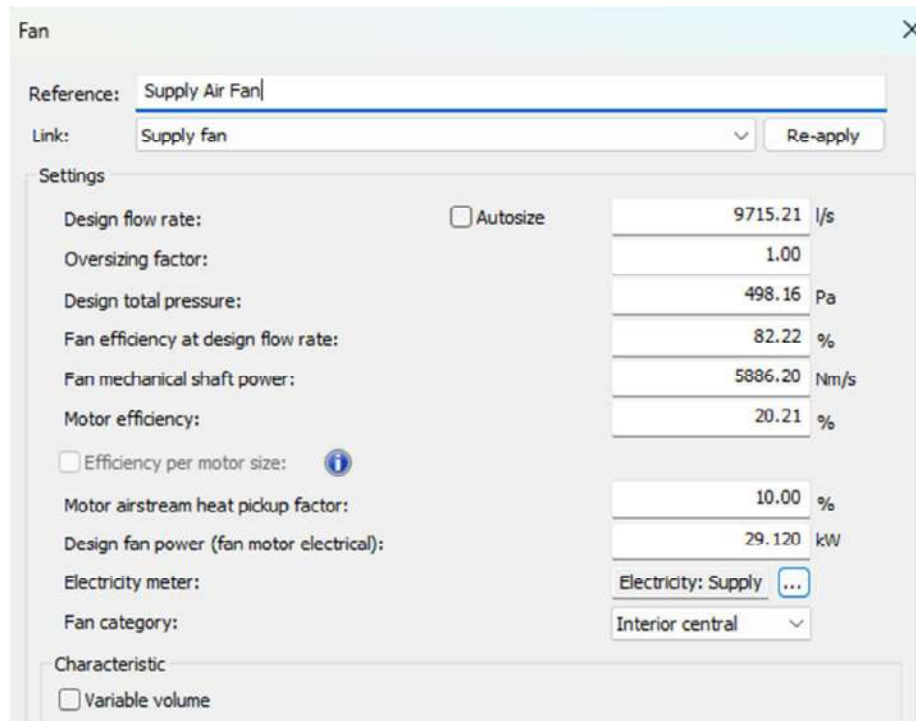 Fan
Reference: Supply Air Fan
Link: Supply fan Re-apply
Settings
Design flow rate: Autosize 9715.21 l/s
Oversizing factor: 1.00
Design total pressure: 498.16 Pa
Fan efficiency at design flow rate: 82.22 %
Fan mechanical shaft power: 5886.20 Nm/s
Motor efficiency: 20.21 %
Efficiency per motor size:
Motor airstream heat pickup factor: 10.00 %
Design fan power (fan motor electrical): 29.120 kW
Electricity meter: Electricity: Supply ...
Fan category: Interior central
Characteristic
Variable volume